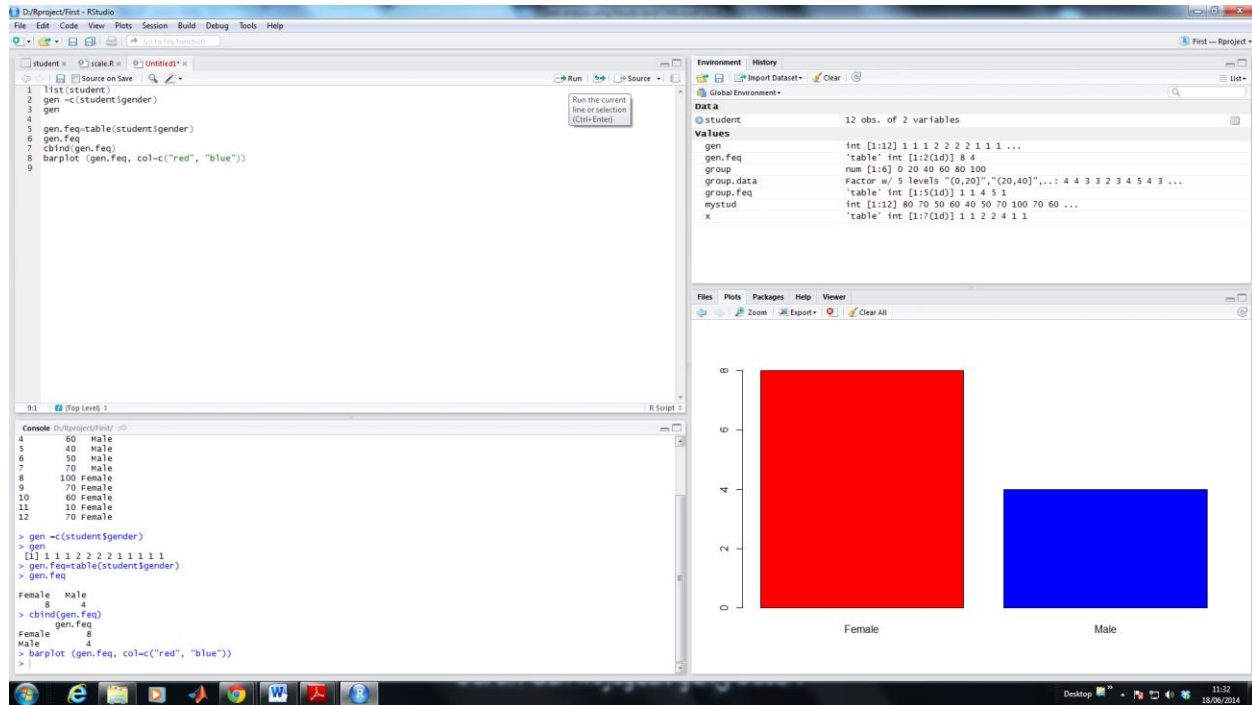 D:/Rproject/First - RStudio
File Edit Code View Plots Session Build Debug Tools Help
Go to file/function
First — Rproject
student
scale.R
Untitled1*
Source on Save
Run
Source
1 list(student)
2 gen =c(student$gender)
3 gen
4
5 gen.feq=table(student$gender)
6 gen.feq
7 cbind(gen.feq)
8 barplot (gen.feq, col=c("red", "blue"))
9
Run the current
line or selection
(Ctrl+Enter)
9:1 (Top Level) R Script
Console D:/Rproject/First/
4 60 Male
5 40 Male
6 50 Male
7 70 Male
8 100 Female
9 70 Female
10 60 Female
11 10 Female
12 70 Female
> gen =c(student$gender)
> gen
[1] 1 1 1 2 2 2 2 1 1 1 1 1
> gen.feq=table(student$gender)
> gen.feq
Female Male
8 4
> cbind(gen.feq)
gen.feq
Female 8
Male 4
> barplot (gen.feq, col=c("red", "blue"))
>
Environment History
Import Dataset Clear List
Global Environment
Data
student 12 obs. of 2 variables
Values
gen int [1:12] 1 1 1 2 2 2 2 1 1 1 ...
gen.feq 'table' int [1:2(1d)] 8 4
group num [1:6] 0 20 40 60 80 100
group.data Factor w/ 5 levels "(0,20]","(20,40]",..: 4 4 3 3 2 3 4 5 4 3 ...
group.feq 'table' int [1:5(1d)] 1 1 4 5 1
mystud int [1:12] 80 70 50 60 40 50 70 100 70 60 ...
x 'table' int [1:7(1d)] 1 1 2 2 4 1 1
Files Plots Packages Help Viewer
Zoom Export Clear All
8
6
4
2
0
Female Male
Desktop
11:32
18/06/2014